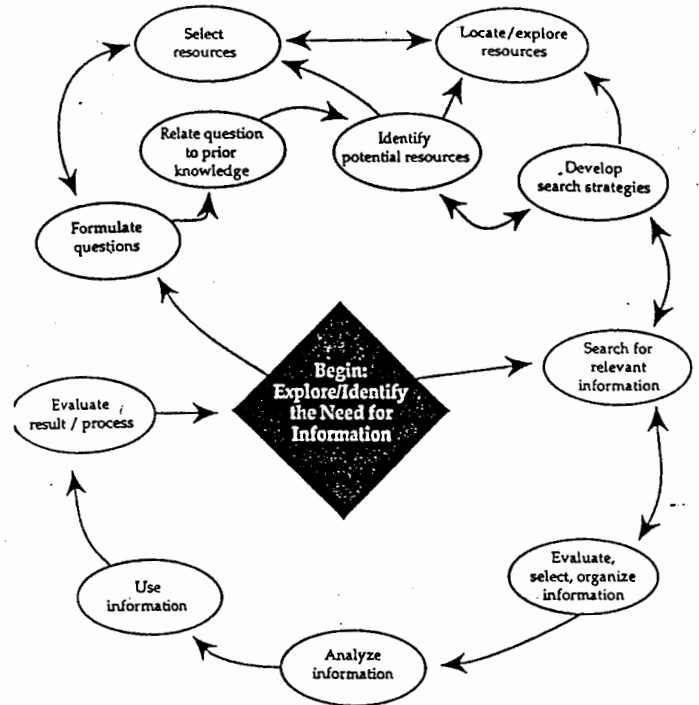 Select
resources
Locate/explore
resources
Relate question
to prior
knowledge
Identify
potential resources
Develop
search strategies
Formulate
questions
Begin:
Explore/Identify
the Need for
Information
Search for
relevant
information
Evaluate
result / process
Evaluate,
select, organize
information
Use
information
Analyze
information